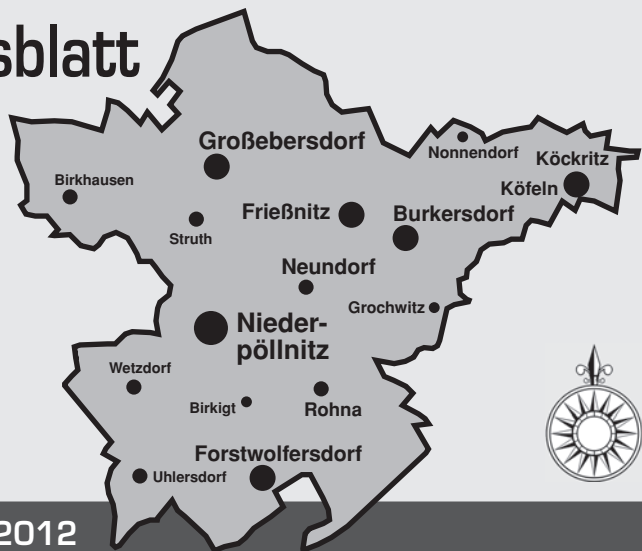 sblatt
Großebersdorf
Nonnendorf
Köckritz
Köfeln
Birkhausen
Frießnitz
Burkersdorf
Struth
Neundorf
Grochwitz
Nieder-
pöllnitz
Wetzdorf
Birkigt
Rohna
Forstwolfersdorf
Uhlersdorf
2012